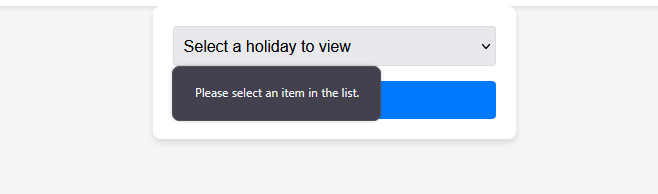 Select a holiday to view
Please select an item in the list.